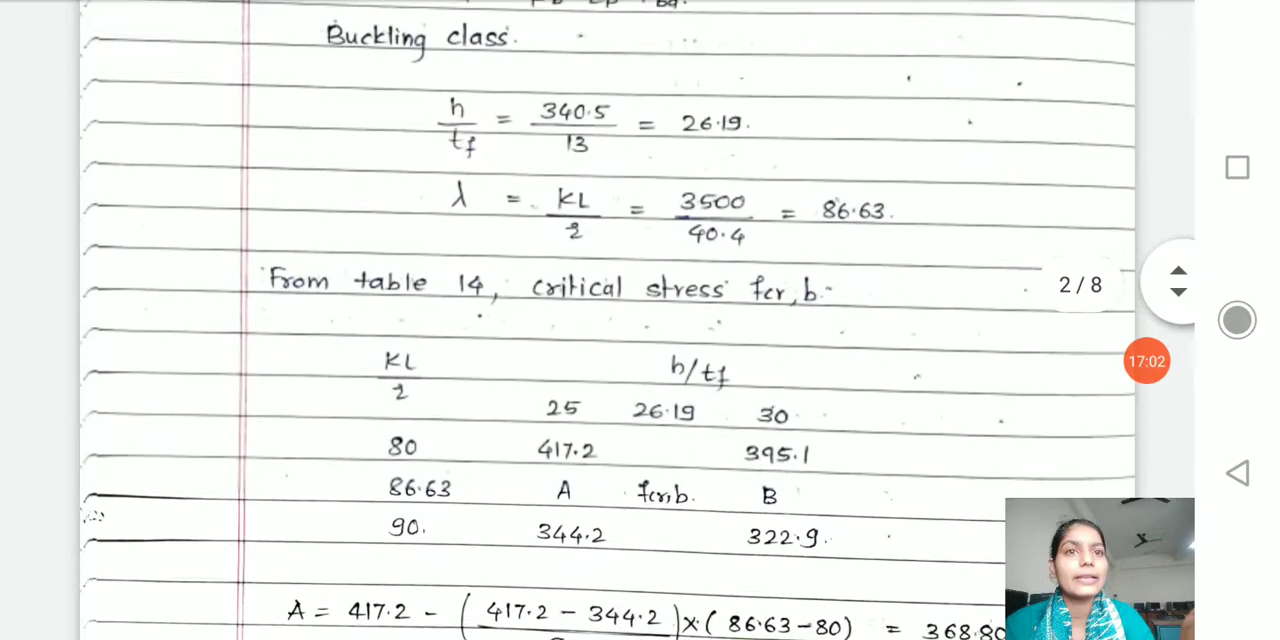 Buckling class.
h/tf = 340.5/13 = 26.19.
λ = KL/r = 3500/40.4 = 86.63.
From table 14, critical stress fcr,b.
2 / 8
17:02
KL/r h/tf
25 26.19 30
80 417.2 395.1
86.63 A fcr,b. B
90. 344.2 322.9.
A = 417.2 - (417.2 - 344.2) x (86.63-80) = 368.80